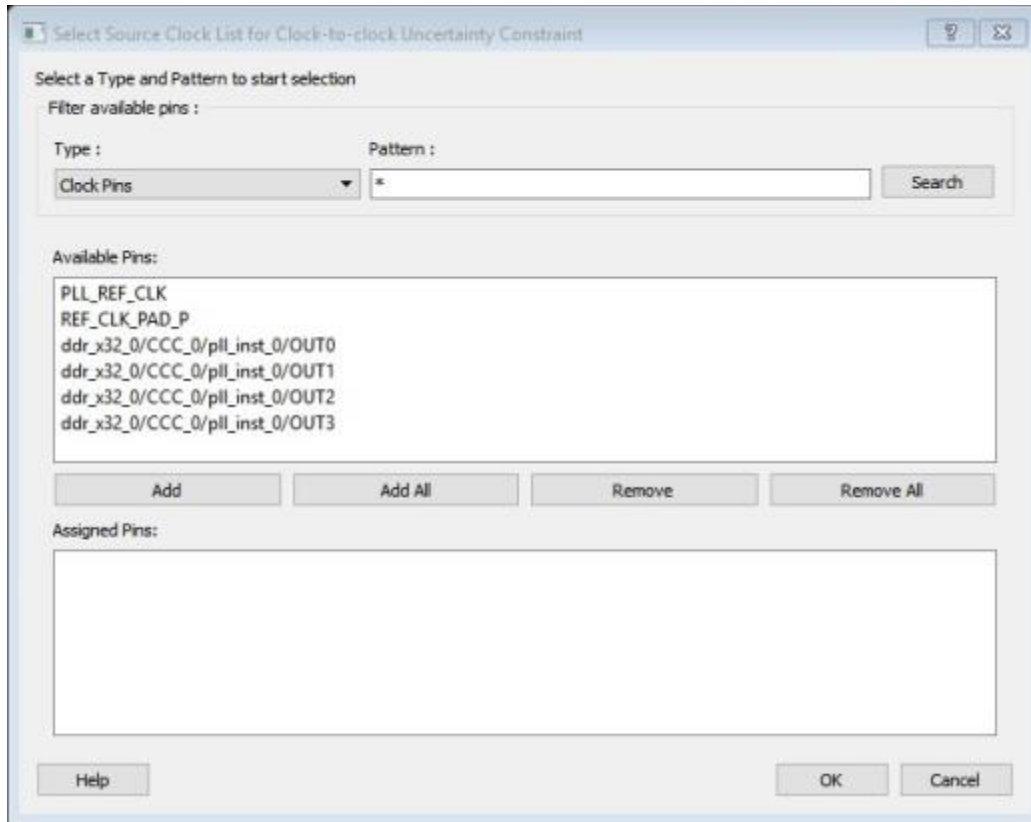 Select Source Clock List for Clock-to-clock Uncertainty Constraint
Select a Type and Pattern to start selection
Filter available pins :
Type :
Pattern :
Clock Pins
*
Search
Available Pins:
PLL_REF_CLK
REF_CLK_PAD_P
ddr_x32_0/CCC_0/pll_inst_0/OUT0
ddr_x32_0/CCC_0/pll_inst_0/OUT1
ddr_x32_0/CCC_0/pll_inst_0/OUT2
ddr_x32_0/CCC_0/pll_inst_0/OUT3
Add
Add All
Remove
Remove All
Assigned Pins:
Help
OK
Cancel